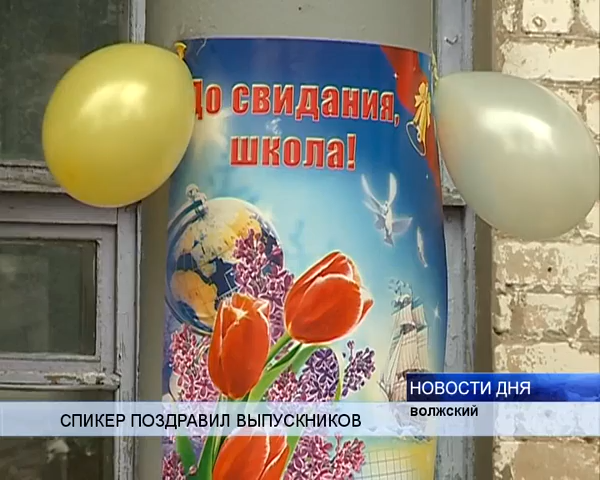 До свидания,
школа!
НОВОСТИ ДНЯ
волжский
СПИКЕР ПОЗДРАВИЛ ВЫПУСКНИКОВ